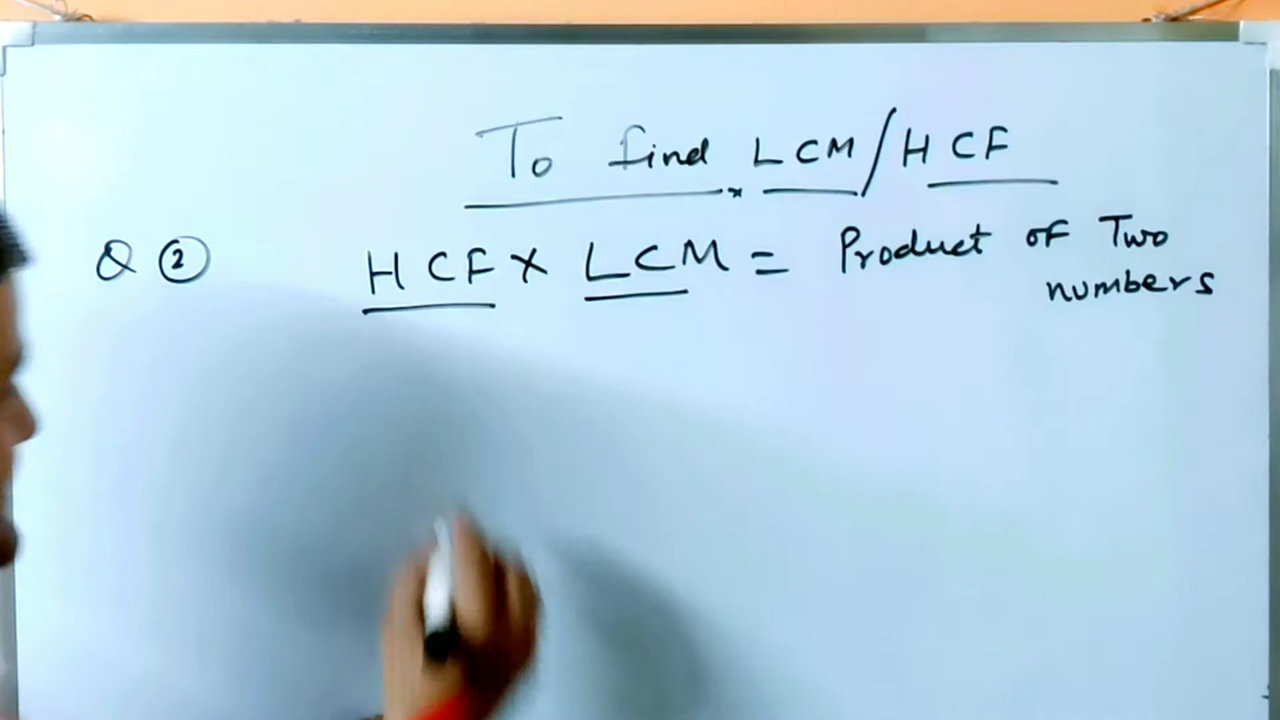 To find LCM/HCF
Q ② HCF × LCM = Product of Two
numbers